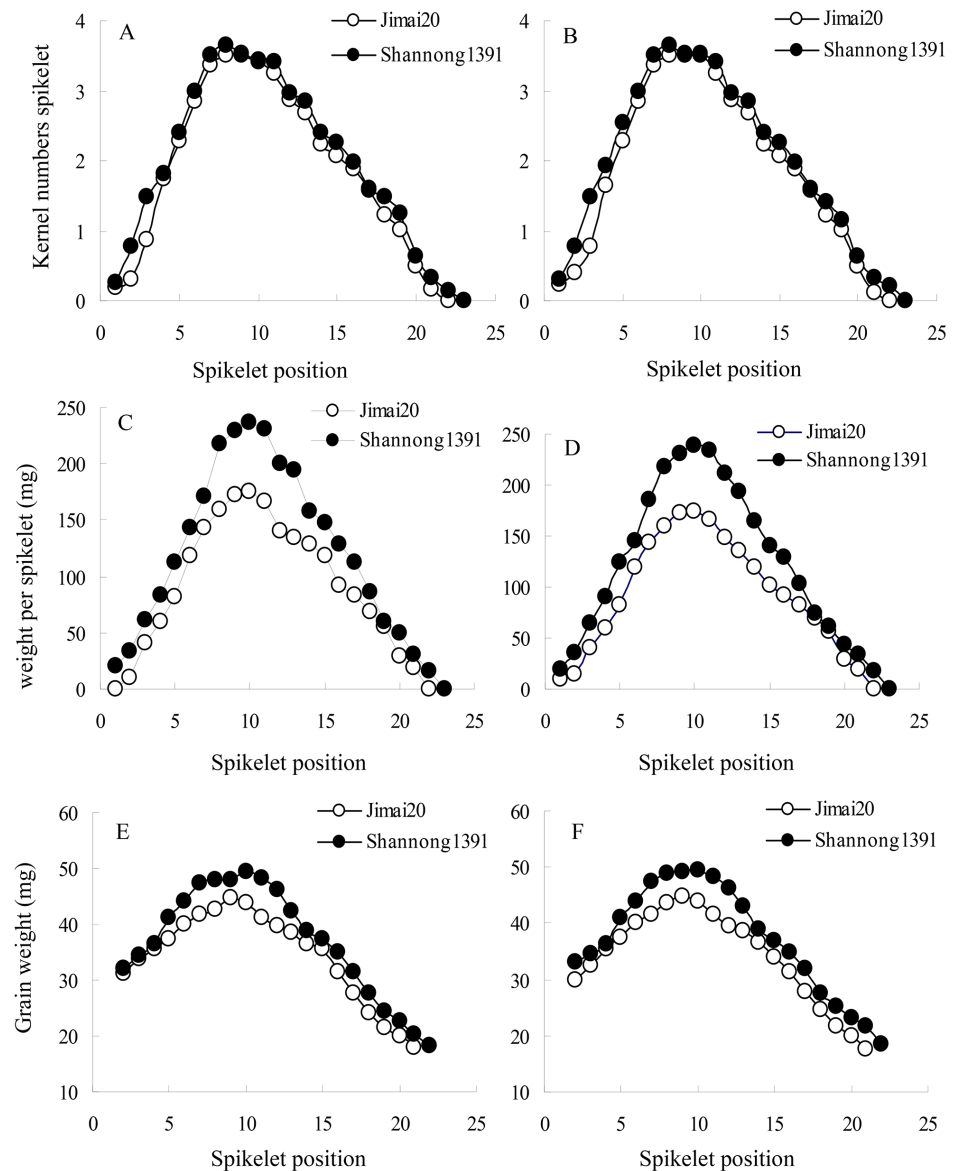 A
Jimai20
Shannong1391
4
3
2
1
0
Kernel numbers spikelet
0 5 10 15 20 25
Spikelet position
B
Jimai20
Shannong1391
4
3
2
1
0
0 5 10 15 20 25
Spikelet position
C
Jimai20
Shannong1391
250
200
150
100
50
0
weight per spikelet (mg)
0 5 10 15 20 25
Spikelet position
D
Jimai20
Shannong1391
250
200
150
100
50
0
0 5 10 15 20 25
Spikelet position
E
Jimai20
Shannong1391
60
50
40
30
20
10
Grain weight (mg)
0 5 10 15 20 25
Spikelet position
F
Jimai20
Shannong1391
60
50
40
30
20
10
0 5 10 15 20 25
Spikelet position